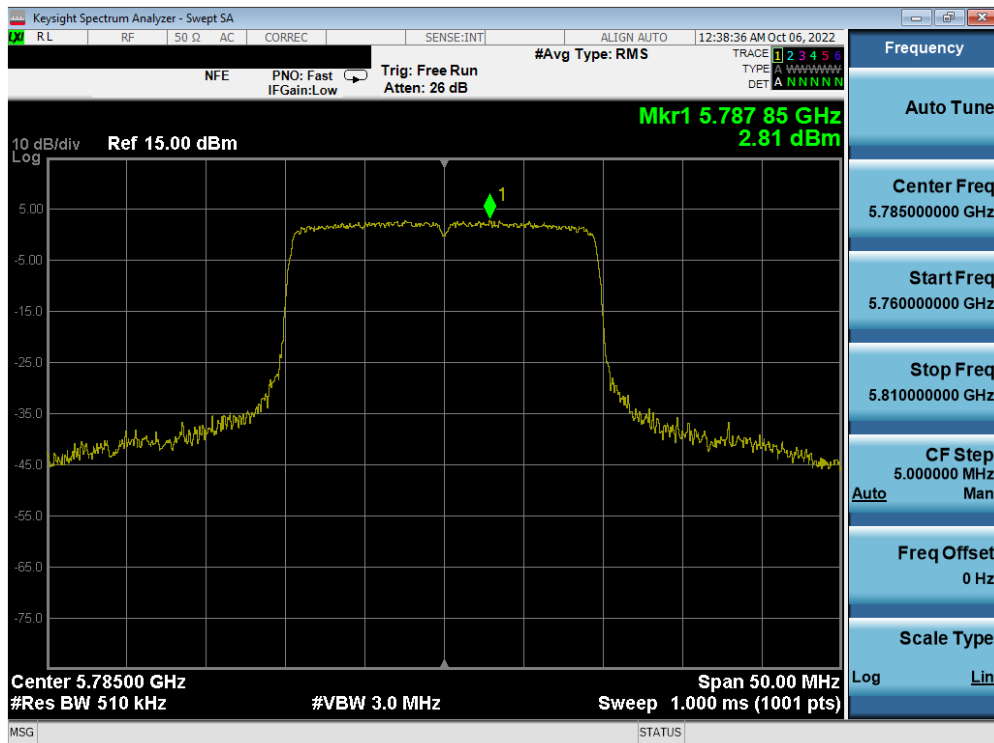 Keysight Spectrum Analyzer - Swept SA
LXI RL RF 50 Ω AC CORREC SENSE:INT ALIGN AUTO 12:38:36 AM Oct 06, 2022
#Avg Type: RMS
TRACE 1 2 3 4 5 6
TYPE A WWWWW
DET A N N N N N
NFE PNO: Fast Trig: Free Run
IFGain:Low Atten: 26 dB
Mkr1 5.787 85 GHz
2.81 dBm
10 dB/div Ref 15.00 dBm
Log
1
5.00
-5.00
-15.0
-25.0
-35.0
-45.0
-55.0
-65.0
-75.0
Center 5.78500 GHz Span 50.00 MHz
#Res BW 510 kHz #VBW 3.0 MHz Sweep 1.000 ms (1001 pts)
MSG STATUS
Frequency
Auto Tune
Center Freq
5.785000000 GHz
Start Freq
5.760000000 GHz
Stop Freq
5.810000000 GHz
CF Step
5.000000 MHz
Auto Man
Freq Offset
0 Hz
Scale Type
Log Lin